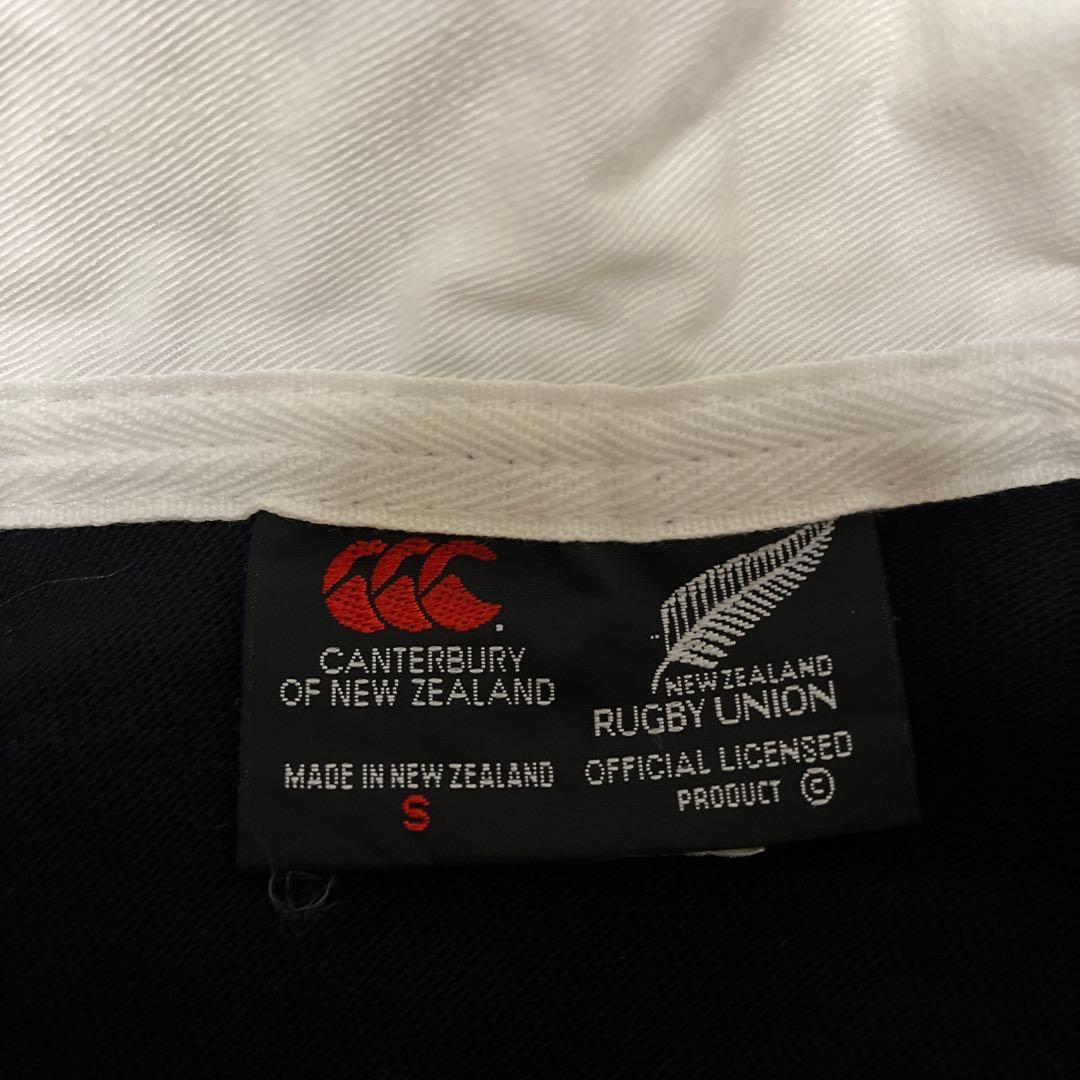 CANTERBURY
OF NEW ZEALAND
MADE IN NEW ZEALAND
S
NEW ZEALAND
RUGBY UNION
OFFICIAL LICENSED
PRODUCT ©